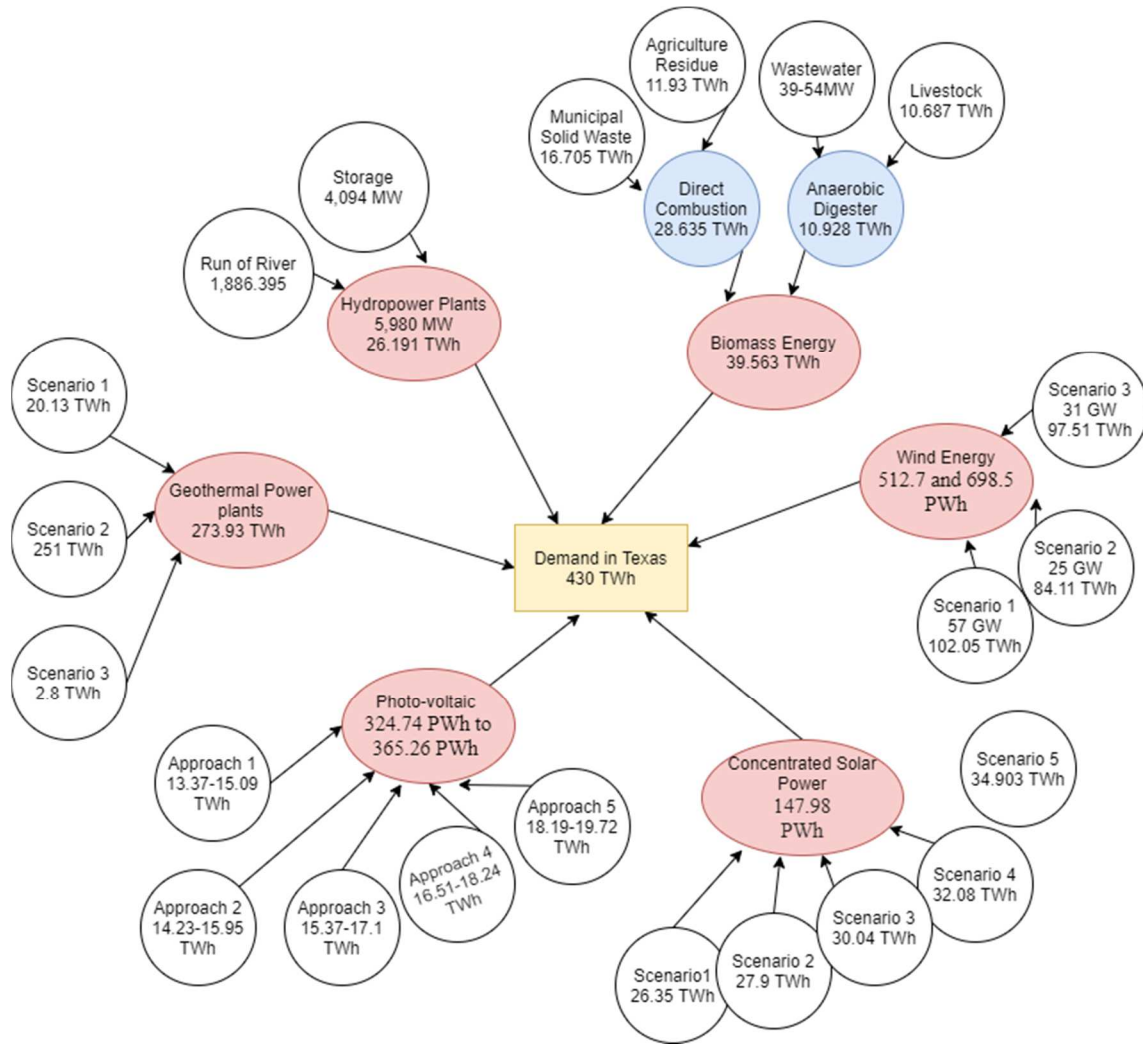 Agriculture
Residue
11.93 TWh
Wastewater
39-54MW
Livestock
10.687 TWh
Municipal
Solid Waste
16.705 TWh
Storage
4,094 MW
Direct
Combustion
28.635 TWh
Anaerobic
Digester
10.928 TWh
Run of River
1,886.395
Hydropower Plants
5,980 MW
26.191 TWh
Biomass Energy
39.563 TWh
Scenario 1
20.13 TWh
Scenario 3
31 GW
97.51 TWh
Geothermal Power
plants
273.93 TWh
Wind Energy
512.7 and 698.5
PWh
Scenario 2
251 TWh
Demand in Texas
430 TWh
Scenario 2
25 GW
84.11 TWh
Scenario 1
57 GW
102.05 TWh
Scenario 3
2.8 TWh
Photo-voltaic
324.74 PWh to
365.26 PWh
Approach 1
13.37-15.09
TWh
Concentrated Solar
Power
147.98
PWh
Scenario 5
34.903 TWh
Approach 5
18.19-19.72
TWh
Approach 4
16.51-18.24
TWh
Scenario 4
32.08 TWh
Approach 2
14.23-15.95
TWh
Approach 3
15.37-17.1
TWh
Scenario 3
30.04 TWh
Scenario1
26.35 TWh
Scenario 2
27.9 TWh